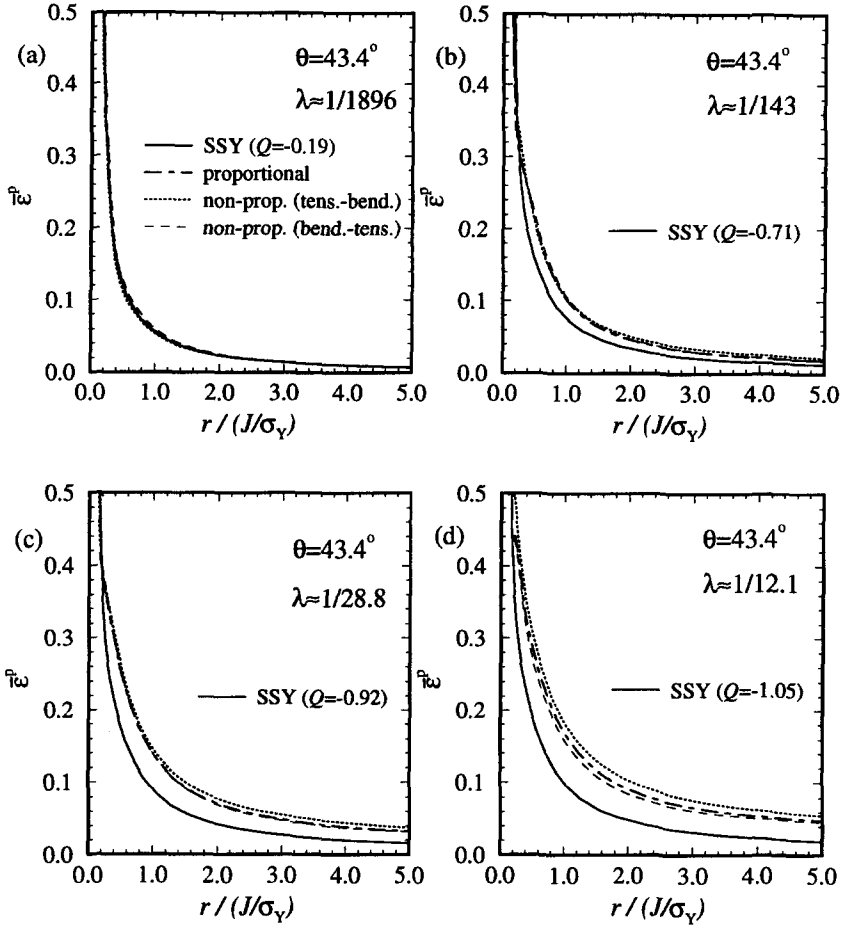 (a)
θ=43.4°
λ≈1/1896
SSY (Q=-0.19)
proportional
non-prop. (tens.-bend.)
non-prop. (bend.-tens.)
0.5
0.4
0.3
0.2
0.1
0.0
ε̄ᵖ
0.0 1.0 2.0 3.0 4.0 5.0
r / (J/σ_Y)
(b)
θ=43.4°
λ≈1/143
SSY (Q=-0.71)
0.5
0.4
0.3
0.2
0.1
0.0
ε̄ᵖ
0.0 1.0 2.0 3.0 4.0 5.0
r / (J/σ_Y)
(c)
θ=43.4°
λ≈1/28.8
SSY (Q=-0.92)
0.5
0.4
0.3
0.2
0.1
0.0
ε̄ᵖ
0.0 1.0 2.0 3.0 4.0 5.0
r / (J/σ_Y)
(d)
θ=43.4°
λ≈1/12.1
SSY (Q=-1.05)
0.5
0.4
0.3
0.2
0.1
0.0
ε̄ᵖ
0.0 1.0 2.0 3.0 4.0 5.0
r / (J/σ_Y)